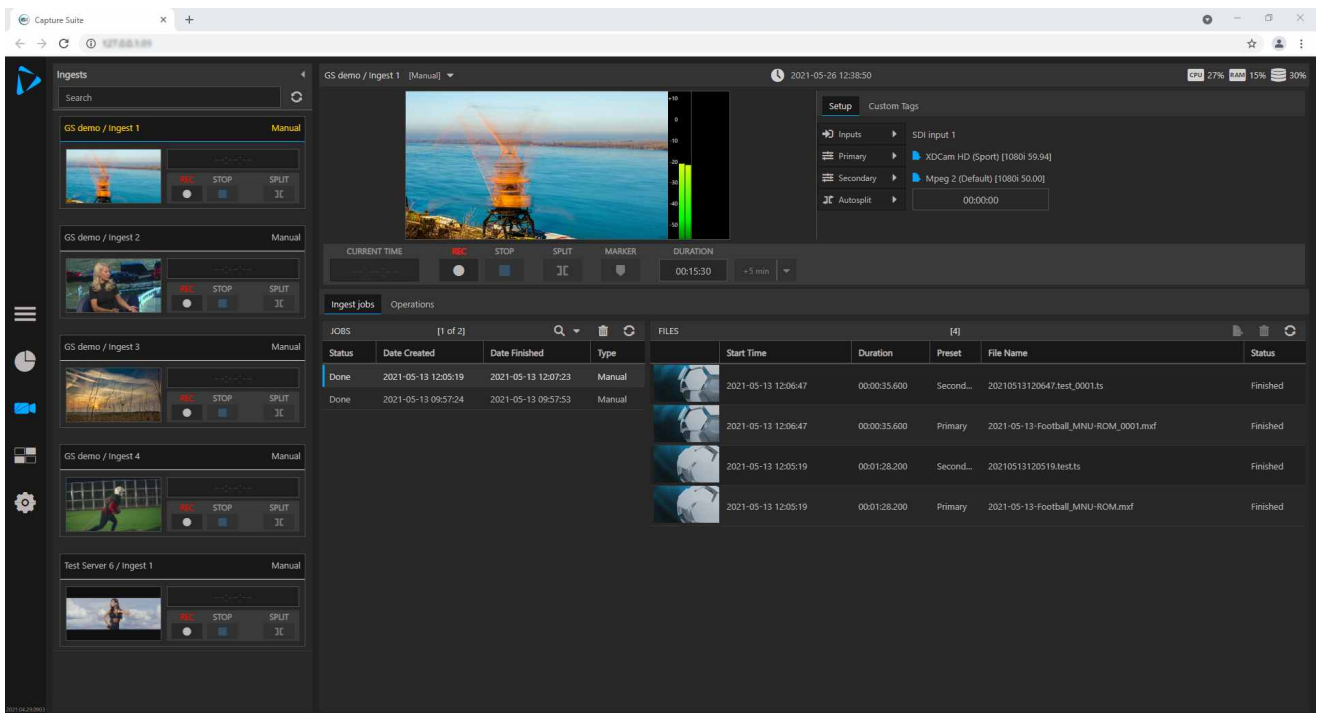 Capture Suite
Ingests
Search
GS demo / Ingest 1 Manual
REC STOP SPLIT
GS demo / Ingest 2 Manual
REC STOP SPLIT
GS demo / Ingest 3 Manual
REC STOP SPLIT
GS demo / Ingest 4 Manual
REC STOP SPLIT
Test Server 6 / Ingest 1 Manual
REC STOP SPLIT
GS demo / Ingest 1 [Manual]
2021-05-26 12:38:50
CPU 27% RAM 15% 30%
+10
0
-10
-20
-30
-40
-50
Setup Custom Tags
Inputs SDI input 1
Primary XDCam HD (Sport) [1080i 59.94]
Secondary Mpeg 2 (Default) [1080i 50.00]
Autosplit 00:00:00
CURRENT TIME REC STOP SPLIT MARKER DURATION
00:15:30 +5 min
Ingest jobs Operations
JOBS [1 of 2]
Status Date Created Date Finished Type
Done 2021-05-13 12:05:19 2021-05-13 12:07:23 Manual
Done 2021-05-13 09:57:24 2021-05-13 09:57:53 Manual
FILES [4]
Start Time Duration Preset File Name Status
2021-05-13 12:06:47 00:00:35.600 Second... 20210513120647.test_0001.ts Finished
2021-05-13 12:06:47 00:00:35.600 Primary 2021-05-13-Football_MNU-ROM_0001.mxf Finished
2021-05-13 12:05:19 00:01:28.200 Second... 20210513120519.test.ts Finished
2021-05-13 12:05:19 00:01:28.200 Primary 2021-05-13-Football_MNU-ROM.mxf Finished